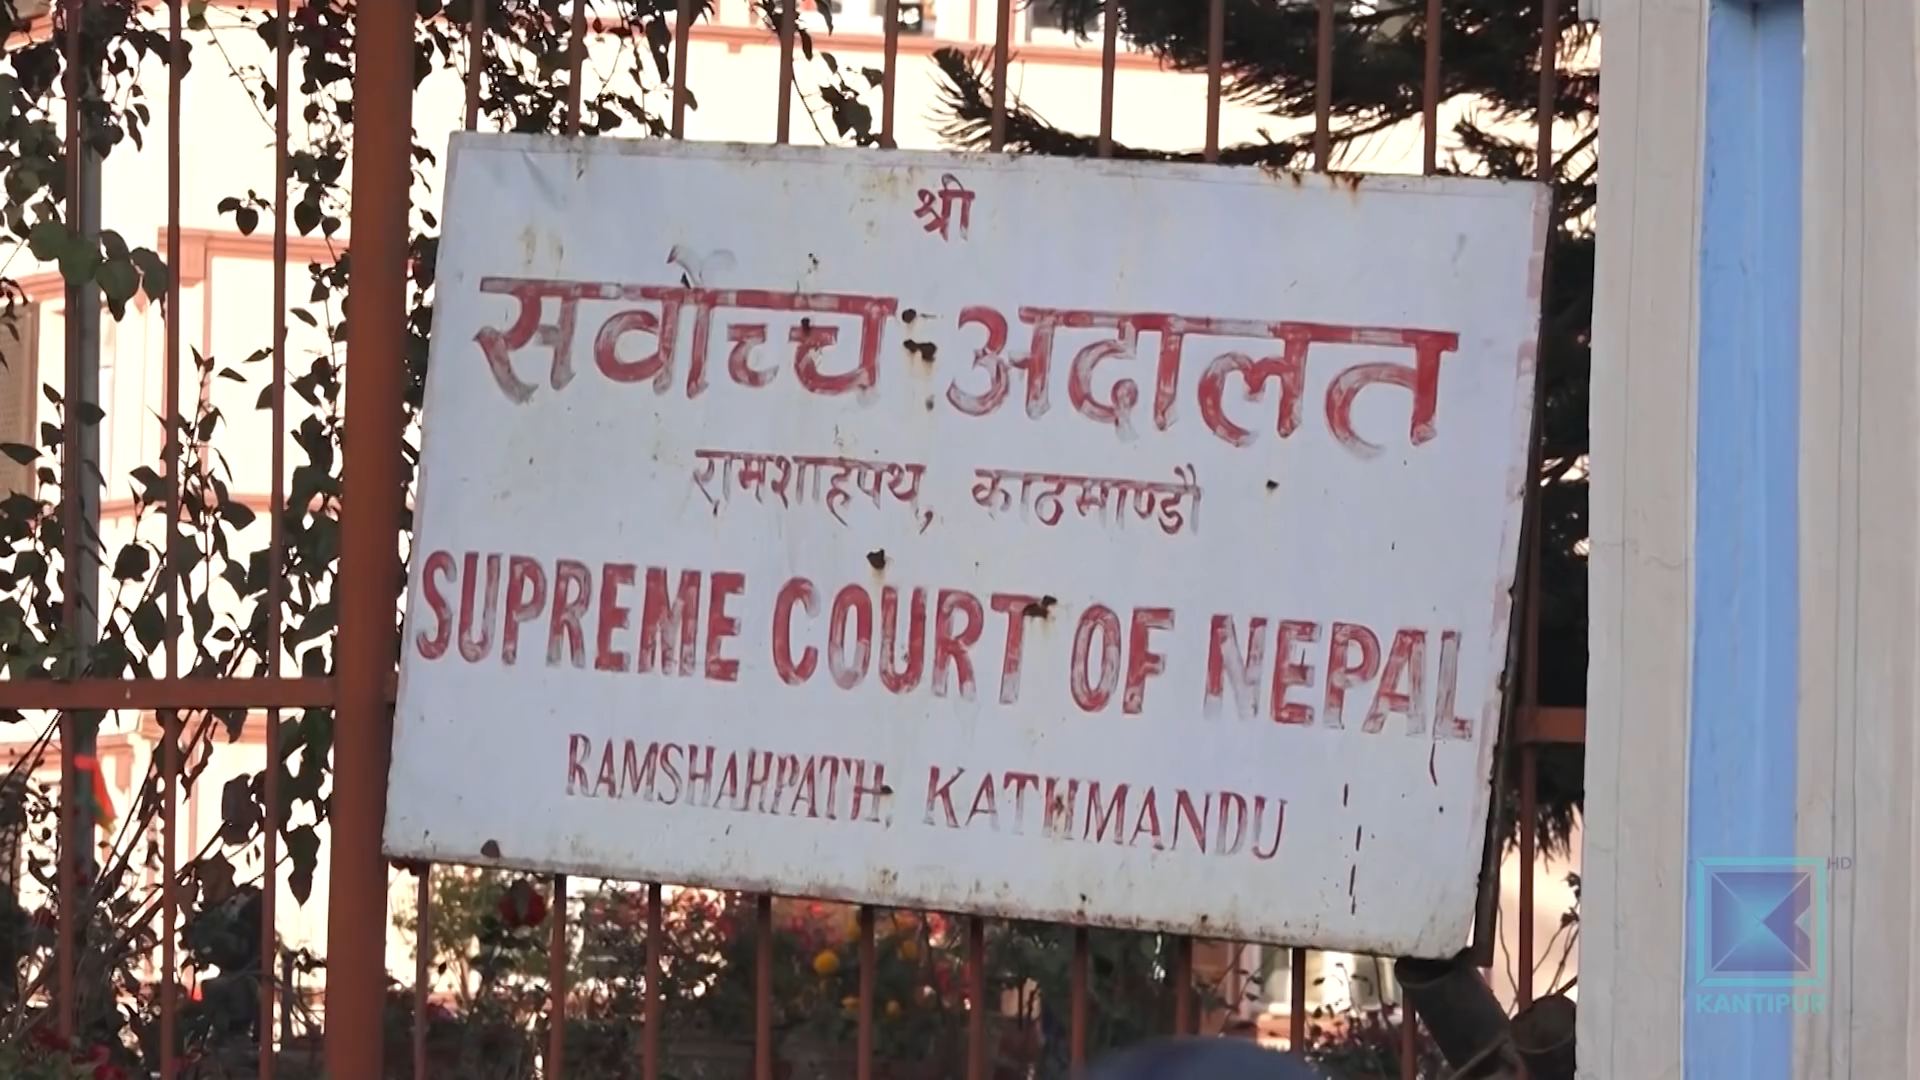 श्री
सर्वोच्च अदालत
रामशाहपथ, काठमाण्डौ
SUPREME COURT OF NEPAL
RAMSHAHPATH, KATHMANDU
HD
KANTIPUR